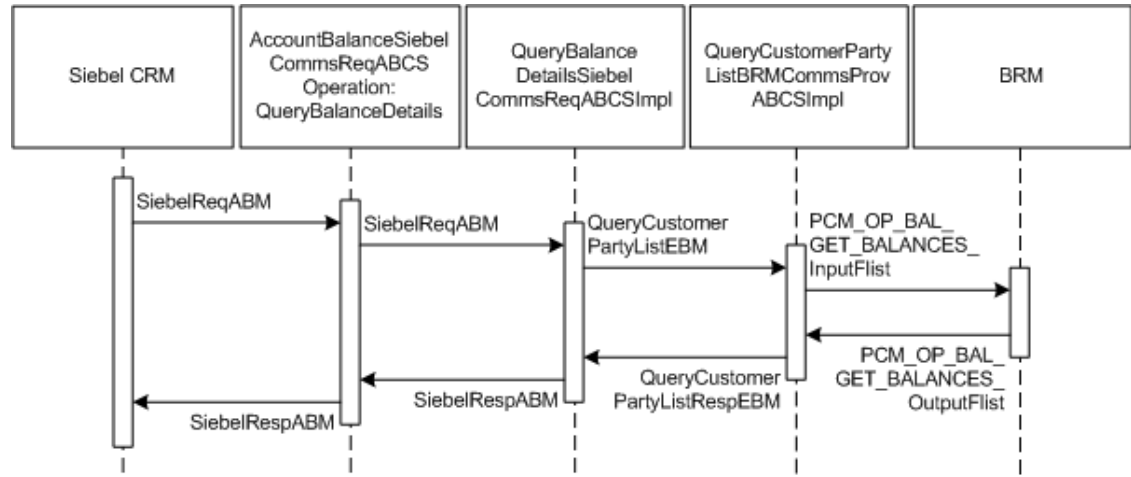 Siebel CRM
AccountBalanceSiebel
CommsReqABCS
Operation:
QueryBalanceDetails
QueryBalance
DetailsSiebel
CommsReqABCSImpl
QueryCustomerParty
ListBRMCommsProv
ABCSImpl
BRM
SiebelReqABM
SiebelReqABM
QueryCustomer
PartyListEBM
PCM_OP_BAL_
GET_BALANCES_
InputFlist
PCM_OP_BAL_
GET_BALANCES_
OutputFlist
QueryCustomer
PartyListRespEBM
SiebelRespABM
SiebelRespABM